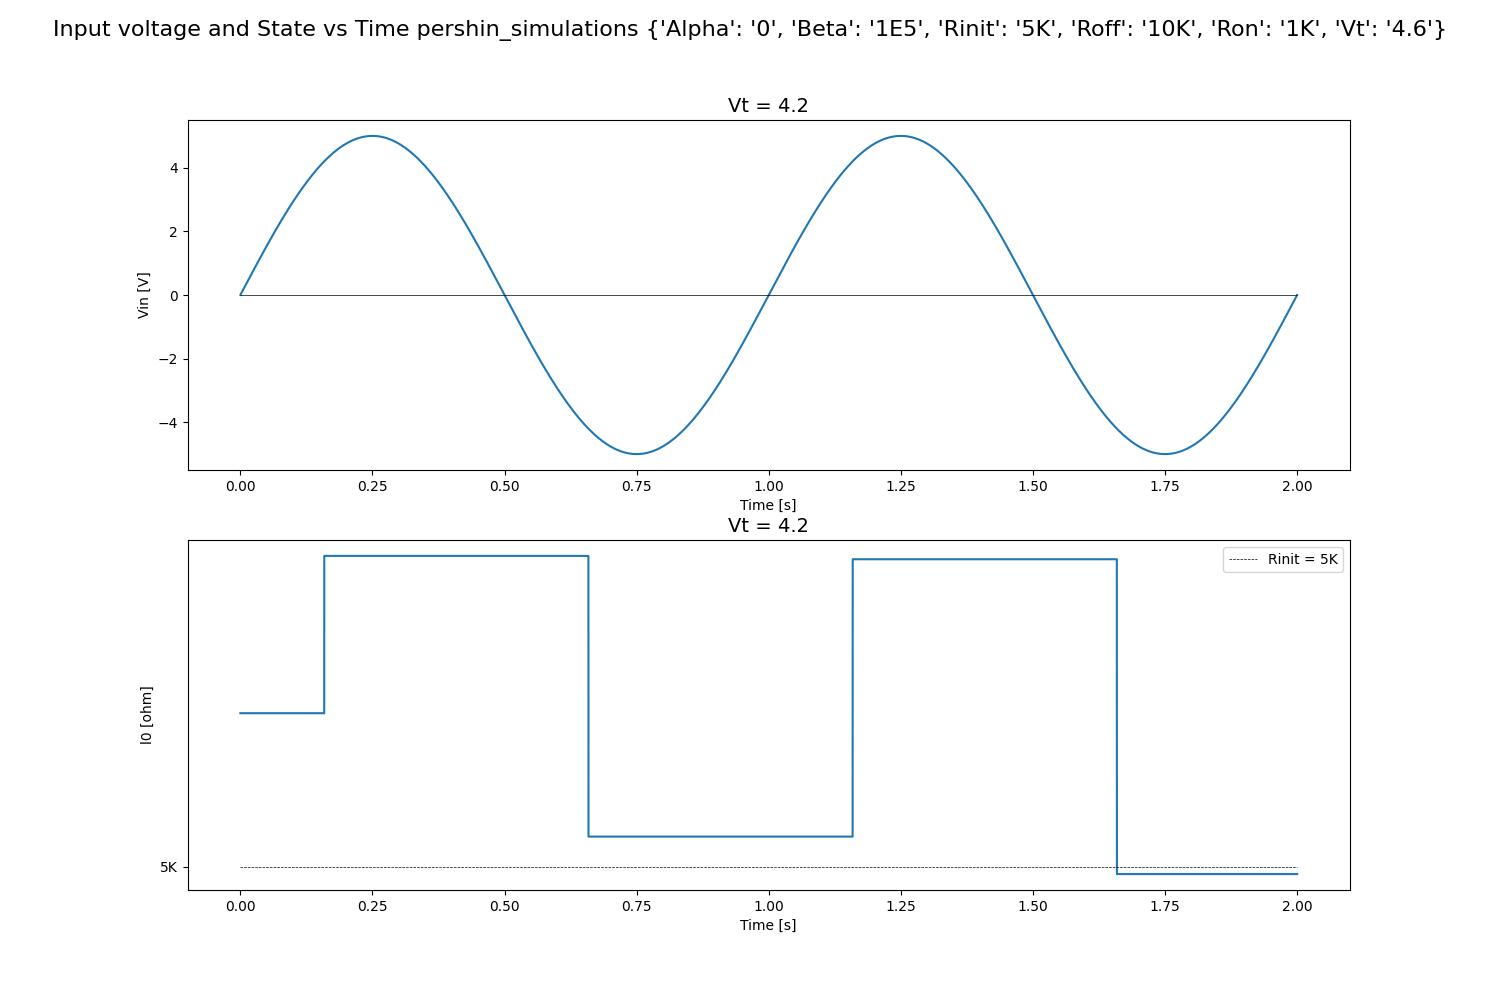 Input voltage and State vs Time pershin_simulations {'Alpha': '0', 'Beta': '1E5', 'Rinit': '5K', 'Roff': '10K', 'Ron': '1K', 'Vt': '4.6'}
Vt = 4.2
4
2
0
−2
−4
Vin [V]
0.00 0.25 0.50 0.75 1.00 1.25 1.50 1.75 2.00
Time [s]
Vt = 4.2
Rinit = 5K
l0 [ohm]
5K
0.00 0.25 0.50 0.75 1.00 1.25 1.50 1.75 2.00
Time [s]